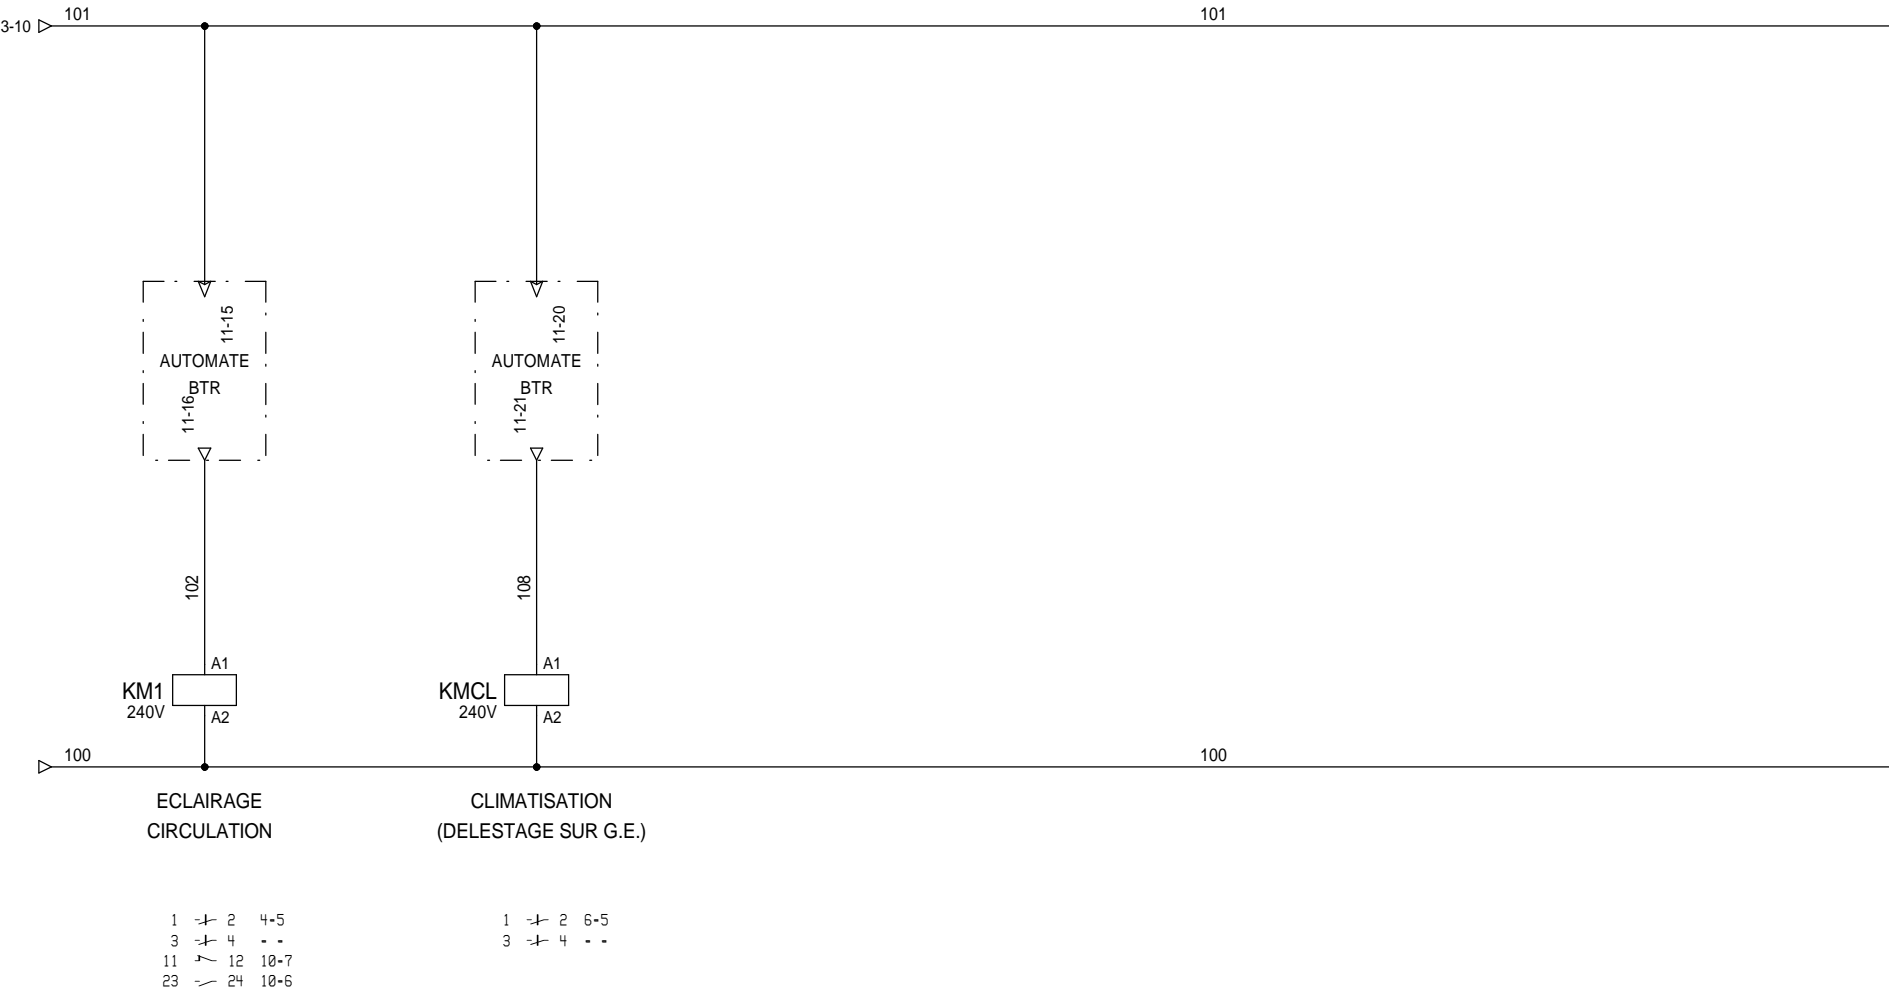 101
101
3-10
11-15
AUTOMATE
BTR
11-16
11-20
AUTOMATE
BTR
11-21
102
108
A1
KM1
240V
A2
A1
KMCL
240V
A2
100
100
ECLAIRAGE
CIRCULATION
CLIMATISATION
(DELESTAGE SUR G.E.)
1 2 4-5
3 4 - -
11 12 10-7
23 24 10-6
1 2 6-5
3 4 - -